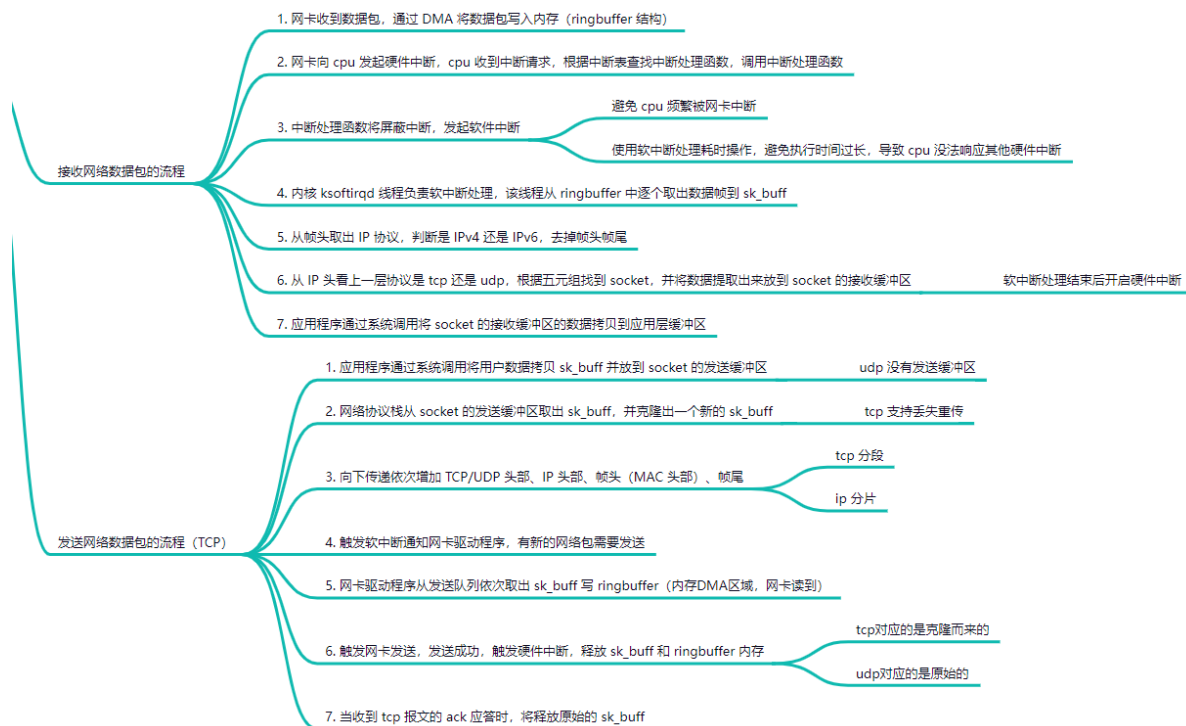 接收网络数据包的流程
1. 网卡收到数据包，通过 DMA 将数据包写入内存（ringbuffer 结构）
2. 网卡向 cpu 发起硬件中断，cpu 收到中断请求，根据中断表查找中断处理函数，调用中断处理函数
3. 中断处理函数将屏蔽中断，发起软件中断
避免 cpu 频繁被网卡中断
使用软中断处理耗时操作，避免执行时间过长，导致 cpu 没法响应其他硬件中断
4. 内核 ksoftirqd 线程负责软中断处理，该线程从 ringbuffer 中逐个取出数据帧到 sk_buff
5. 从帧头取出 IP 协议，判断是 IPv4 还是 IPv6，去掉帧头帧尾
6. 从 IP 头看上一层协议是 tcp 还是 udp，根据五元组找到 socket，并将数据提取出来放到 socket 的接收缓冲区
软中断处理结束后开启硬件中断
7. 应用程序通过系统调用将 socket 的接收缓冲区的数据拷贝到应用层缓冲区
发送网络数据包的流程（TCP）
1. 应用程序通过系统调用将用户数据拷贝 sk_buff 并放到 socket 的发送缓冲区
udp 没有发送缓冲区
2. 网络协议栈从 socket 的发送缓冲区取出 sk_buff，并克隆出一个新的 sk_buff
tcp 支持丢失重传
3. 向下传递依次增加 TCP/UDP 头部、IP 头部、帧头（MAC 头部）、帧尾
tcp 分段
ip 分片
4. 触发软中断通知网卡驱动程序，有新的网络包需要发送
5. 网卡驱动程序从发送队列依次取出 sk_buff 写 ringbuffer（内存DMA区域，网卡读到）
6. 触发网卡发送，发送成功，触发硬件中断，释放 sk_buff 和 ringbuffer 内存
tcp对应的是克隆而来的
udp对应的是原始的
7. 当收到 tcp 报文的 ack 应答时，将释放原始的 sk_buff